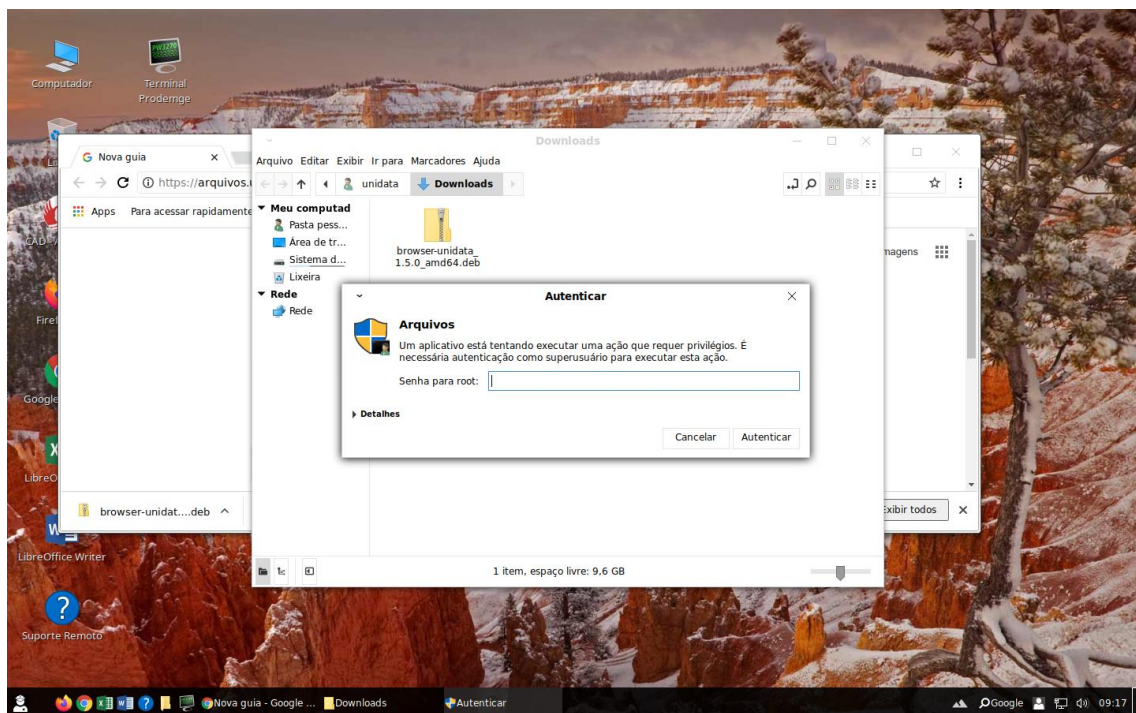 Computador
Terminal
Prodemge
PW3270
Downloads
Nova guia
Arquivo Editar Exibir Ir para Marcadores Ajuda
https://arquivos.
unidata
Downloads
Apps
Para acessar rapidamente
Meu computad
Pasta pess...
Área de tr...
Sistema d...
Lixeira
Rede
Rede
browser-unidata_
1.5.0_amd64.deb
magens
Autenticar
Arquivos
Um aplicativo está tentando executar uma ação que requer privilégios. É
necessária autenticação como superusuário para executar esta ação.
Senha para root:
Detalhes
Cancelar
Autenticar
CAD
Firef
Google
LibreO
browser-unidat....deb
Exibir todos
LibreOffice Writer
1 item, espaço livre: 9,6 GB
Suporte Remoto
Nova guia - Google ...
Downloads
Autenticar
Google
09:17